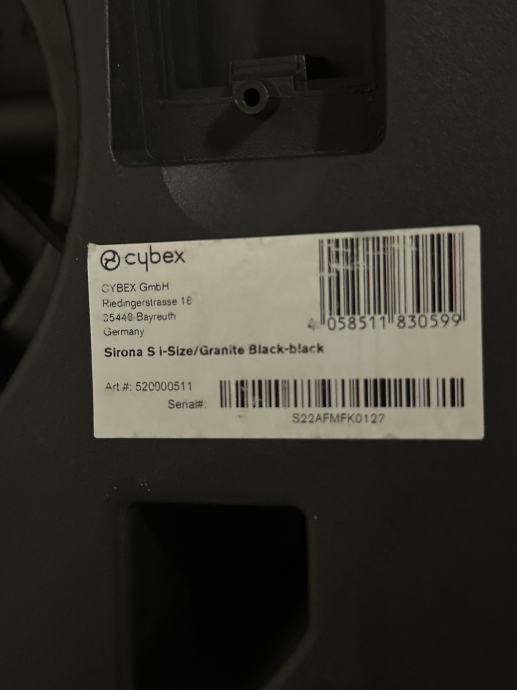 cybex
CYBEX GmbH
Riedingerstrasse 18
95448 Bayreuth
Germany
4 058511 830599
Sirona S i-Size/Granite Black-black
Art.#: 520000511
Serial#:
S22AFMFK0127